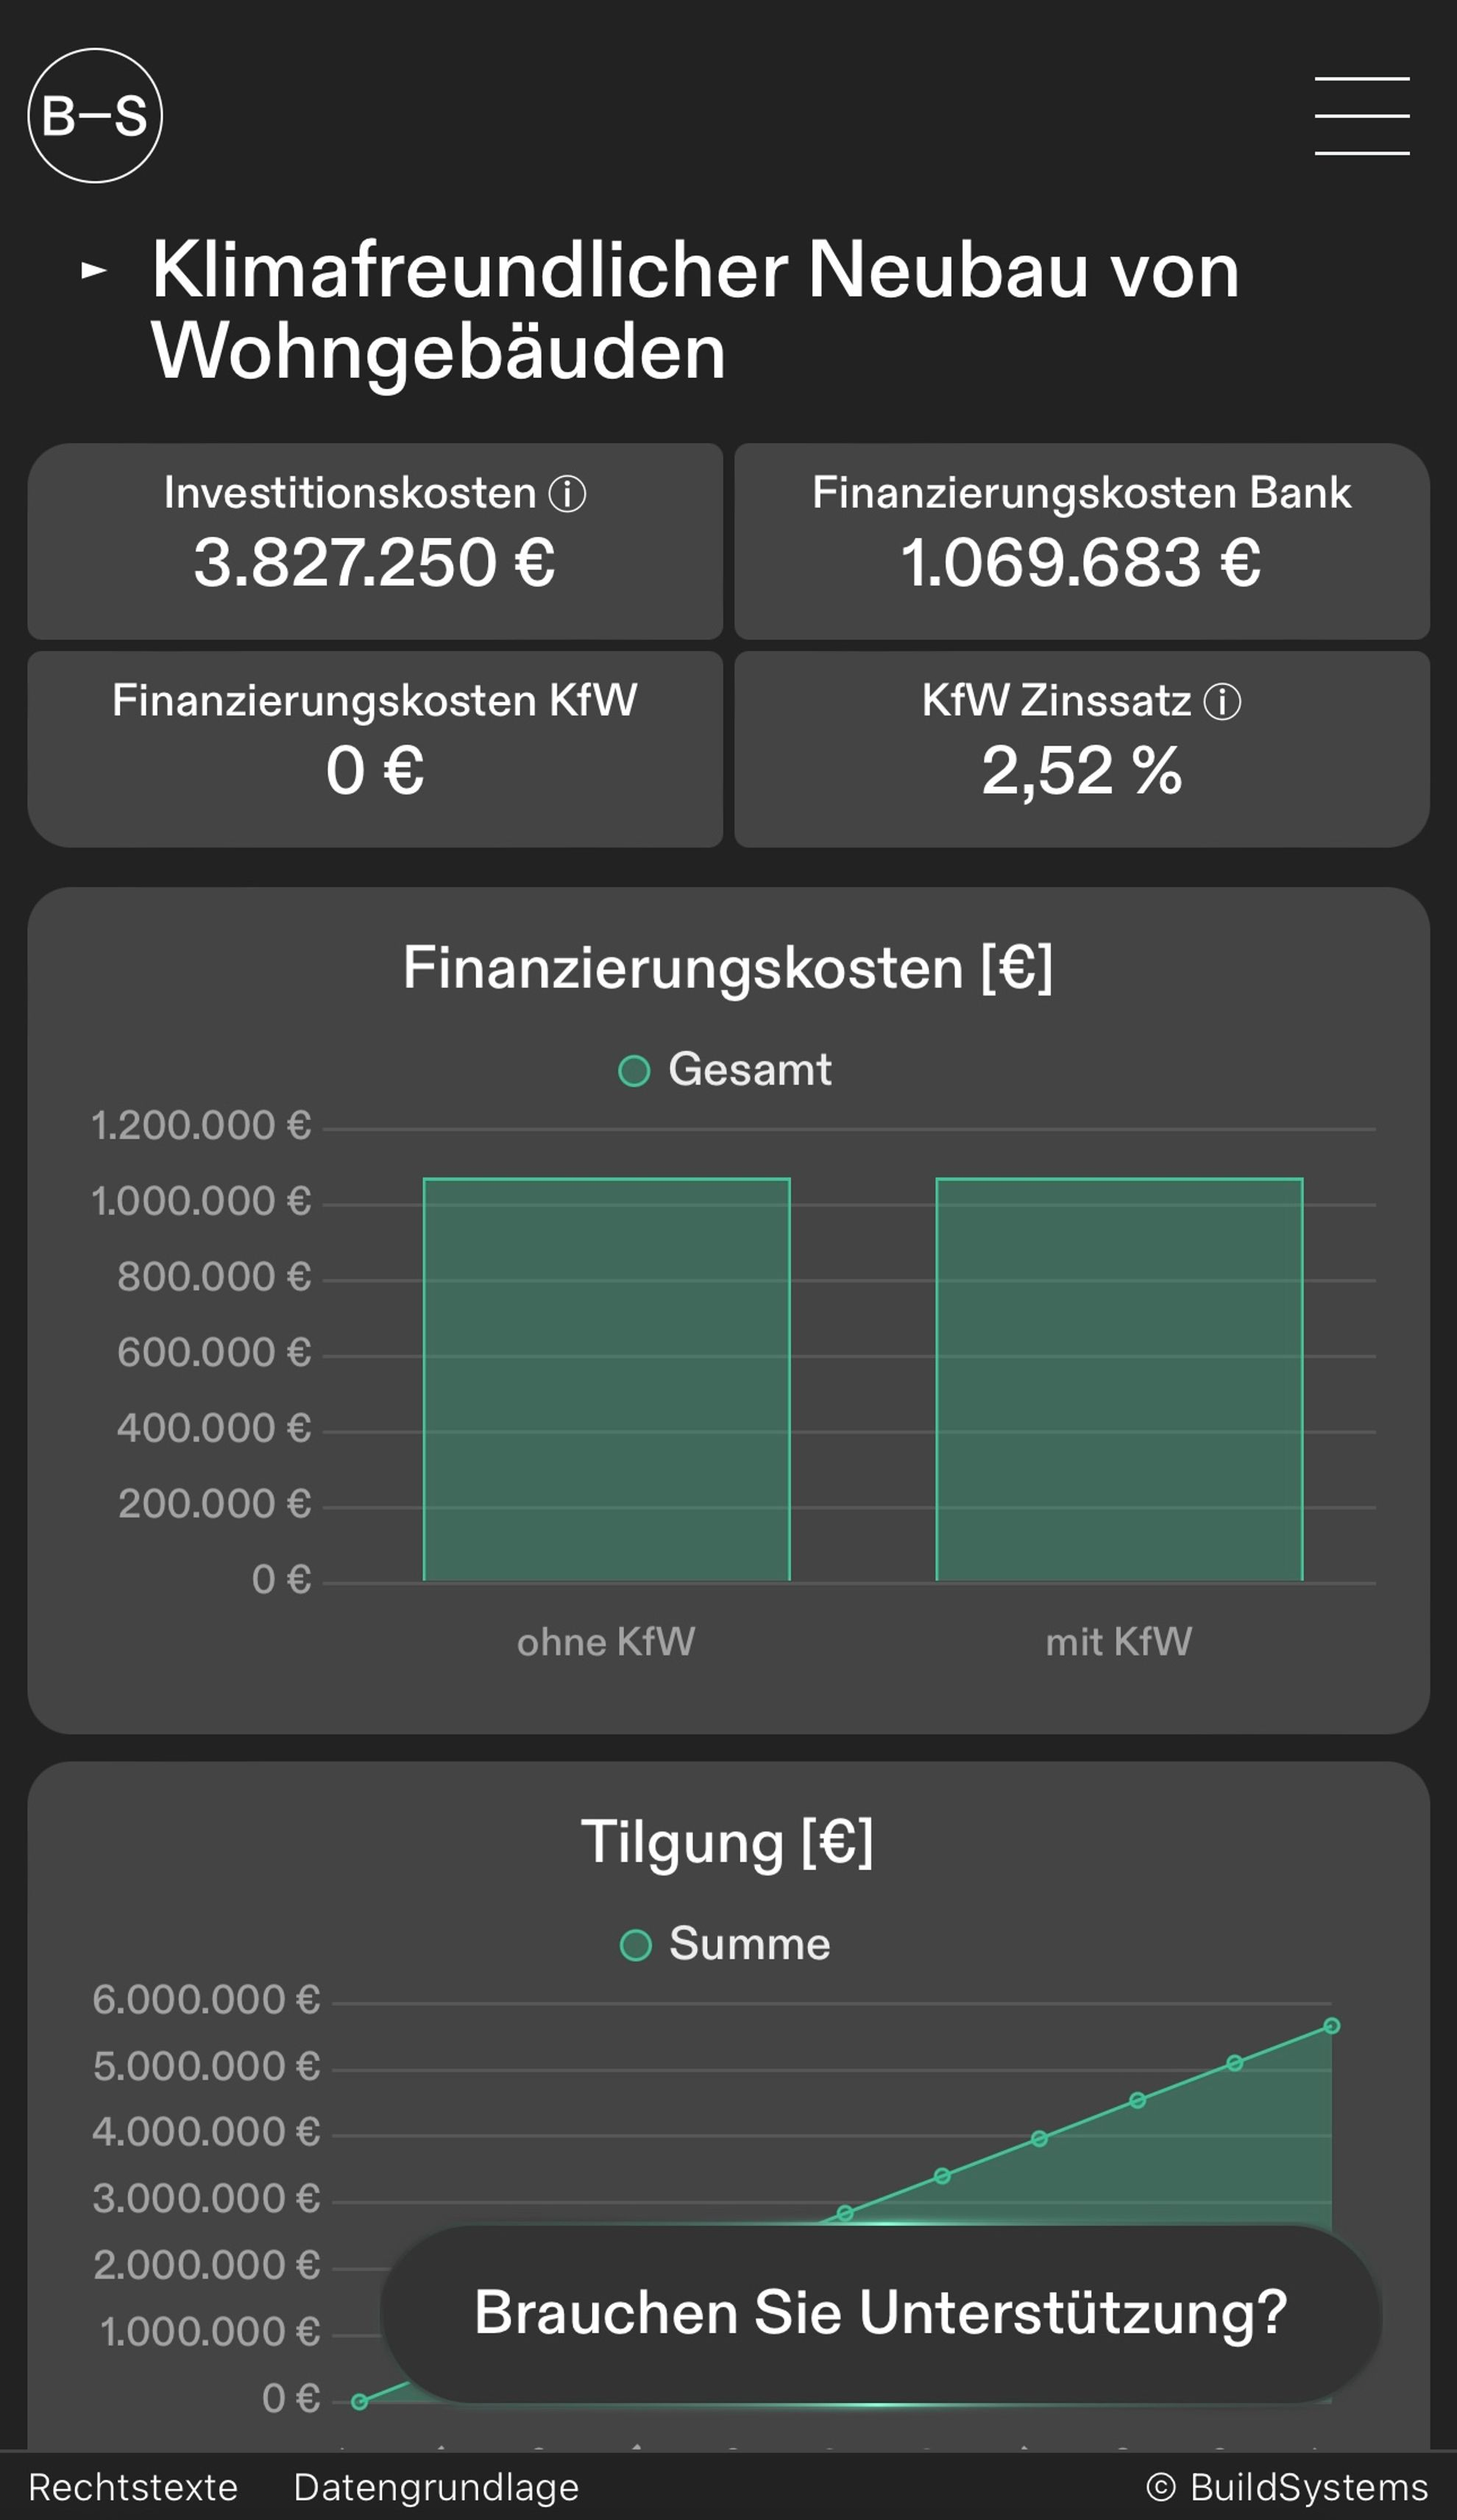 B—S
Klimafreundlicher Neubau von
Wohngebäuden
Investitionskosten ⓘ
3.827.250 €
Finanzierungskosten Bank
1.069.683 €
Finanzierungskosten KfW
0 €
KfW Zinssatz ⓘ
2,52 %
Finanzierungskosten [€]
Gesamt
1.200.000 €
1.000.000 €
800.000 €
600.000 €
400.000 €
200.000 €
0 €
ohne KfW
mit KfW
Tilgung [€]
Summe
6.000.000 €
5.000.000 €
4.000.000 €
3.000.000 €
2.000.000 €
1.000.000 €
0 €
Brauchen Sie Unterstützung?
Rechtstexte
Datengrundlage
© BuildSystems